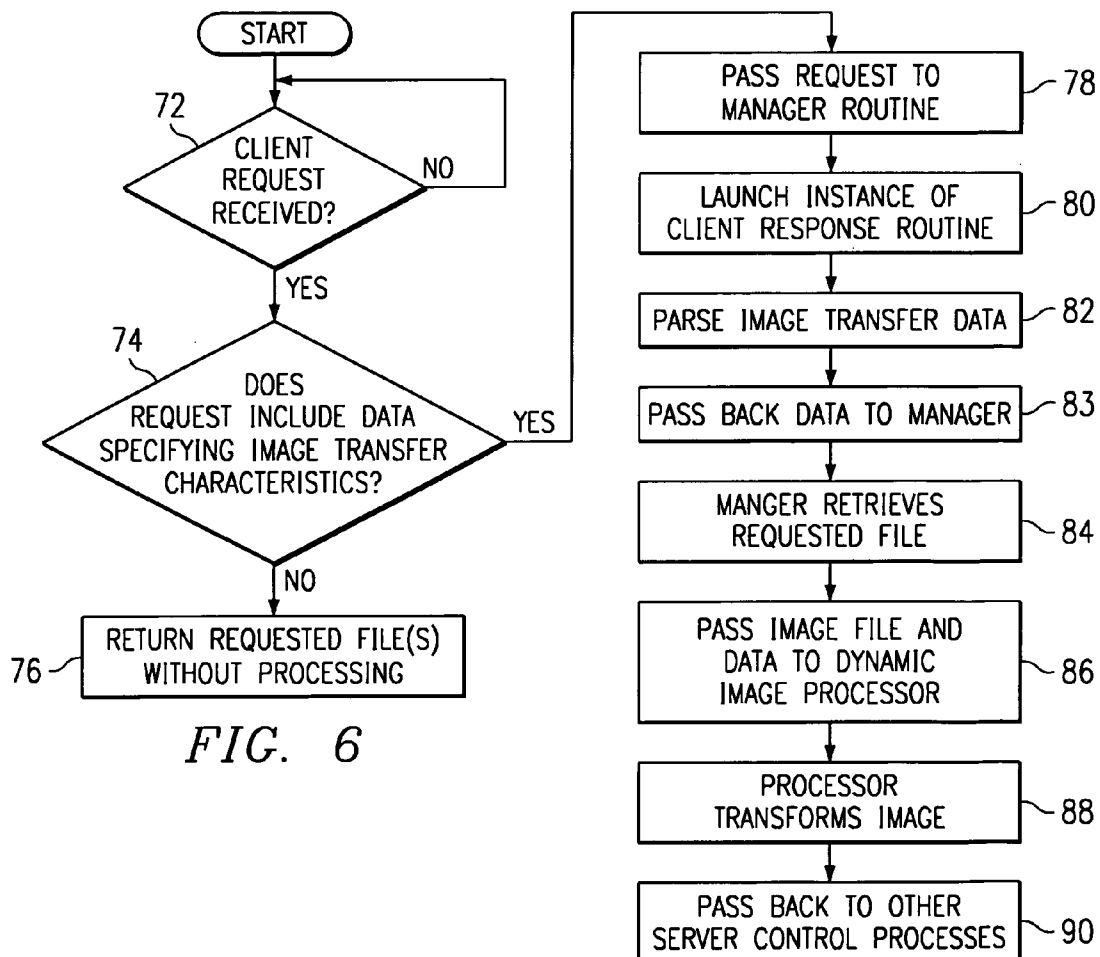 START
72
CLIENT
REQUEST
RECEIVED?
NO
YES
74
DOES
REQUEST INCLUDE DATA
SPECIFYING IMAGE TRANSFER
CHARACTERISTICS?
YES
NO
76
RETURN REQUESTED FILE(S)
WITHOUT PROCESSING
FIG. 6
PASS REQUEST TO
MANAGER ROUTINE
78
LAUNCH INSTANCE OF
CLIENT RESPONSE ROUTINE
80
PARSE IMAGE TRANSFER DATA
82
PASS BACK DATA TO MANAGER
83
MANGER RETRIEVES
REQUESTED FILE
84
PASS IMAGE FILE AND
DATA TO DYNAMIC
IMAGE PROCESSOR
86
PROCESSOR
TRANSFORMS IMAGE
88
PASS BACK TO OTHER
SERVER CONTROL PROCESSES
90